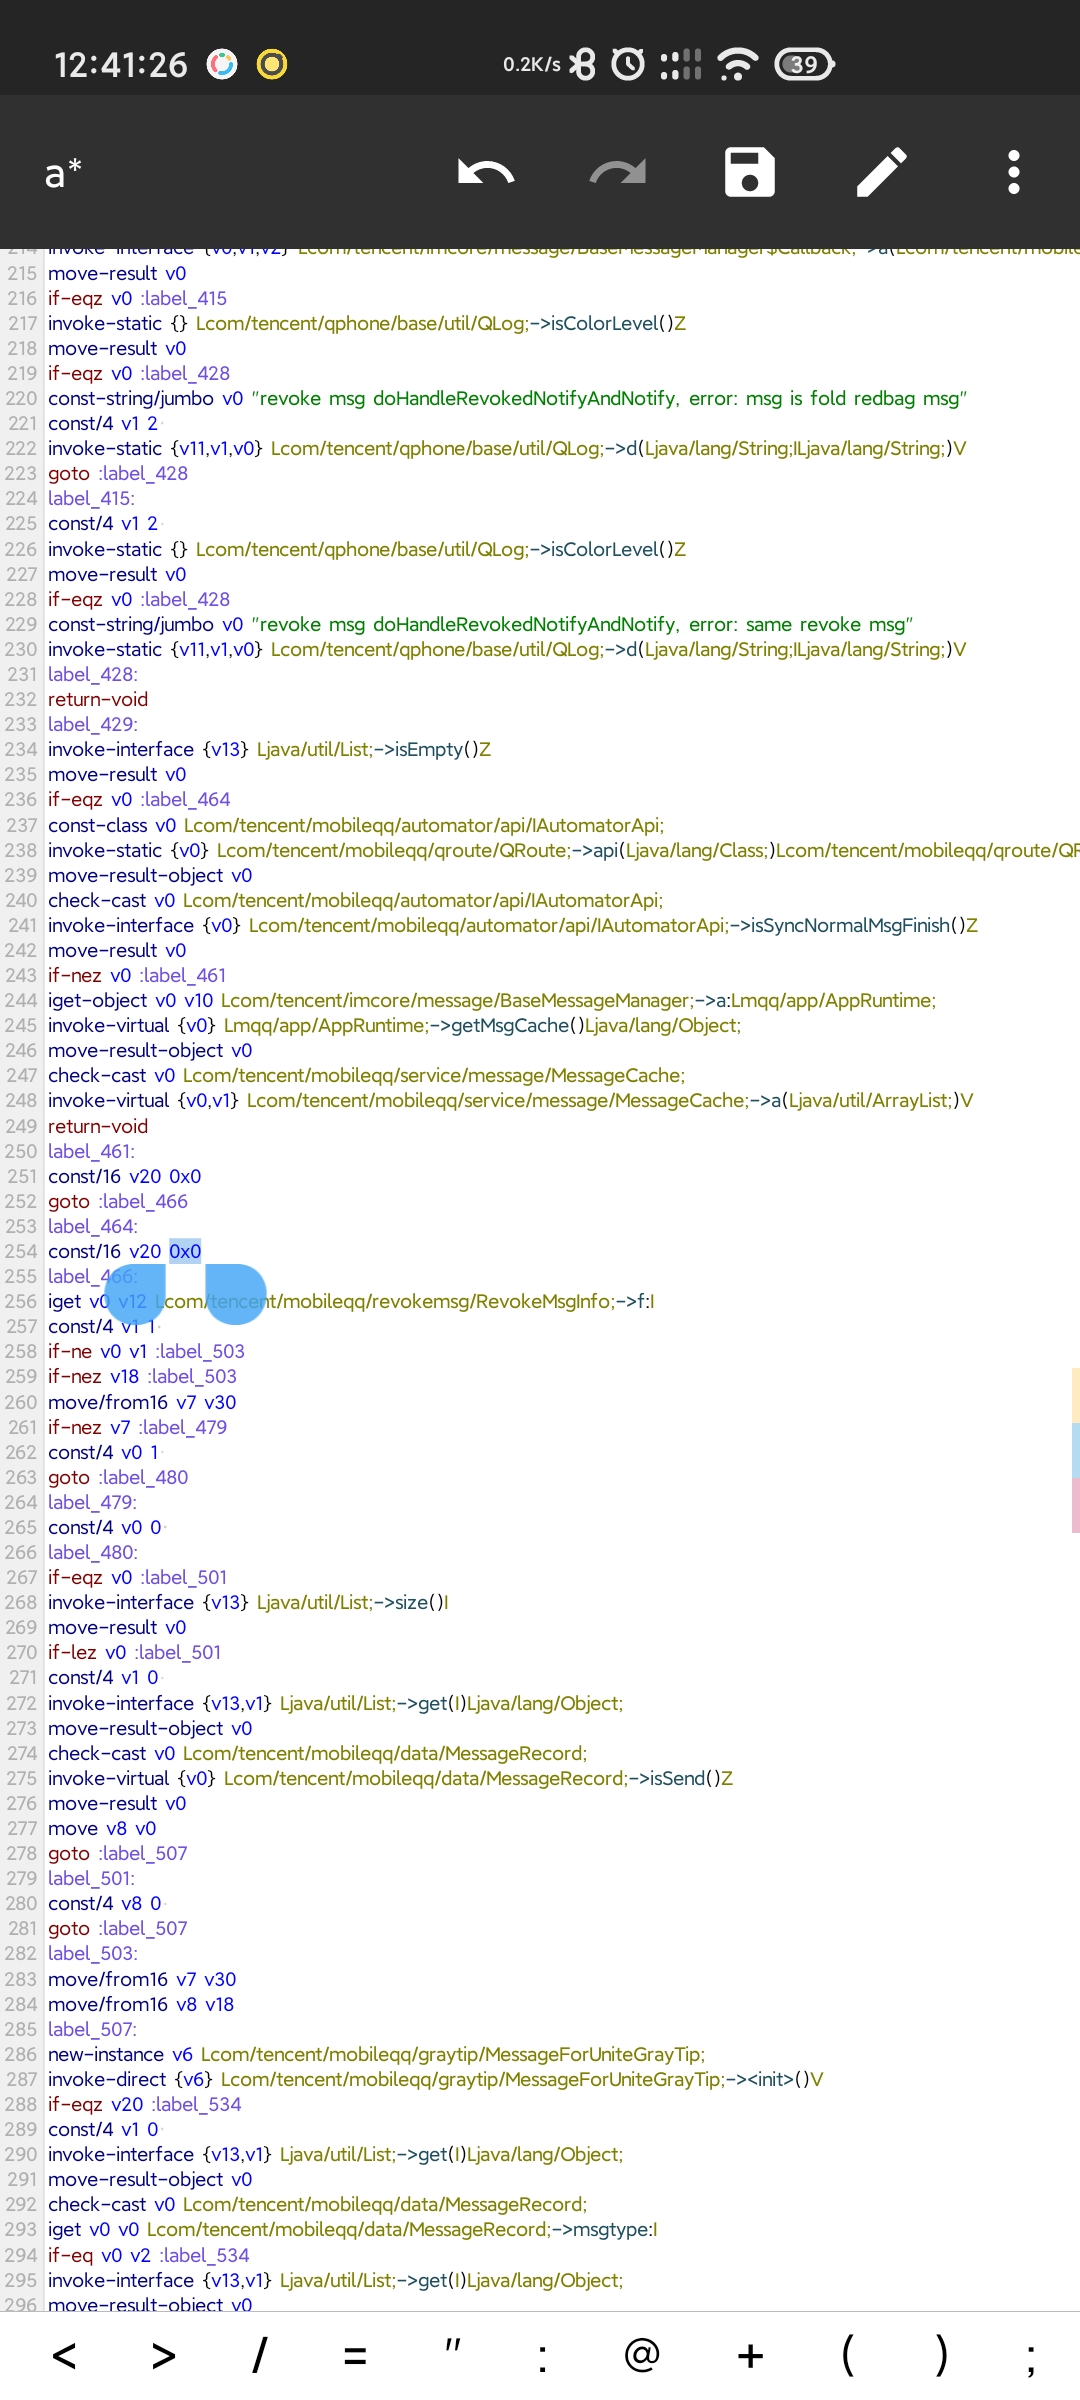 12:41:26 0.2K/s 39
a*
214 invoke-interface {v0,v1,v2} Lcom/tencent/imcore/message/BaseMessageManager$Callback;->a(Lcom/tencent/mobile
215 move-result v0
216 if-eqz v0 :label_415
217 invoke-static {} Lcom/tencent/qphone/base/util/QLog;->isColorLevel()Z
218 move-result v0
219 if-eqz v0 :label_428
220 const-string/jumbo v0 "revoke msg doHandleRevokedNotifyAndNotify, error: msg is fold redbag msg"
221 const/4 v1 2
222 invoke-static {v11,v1,v0} Lcom/tencent/qphone/base/util/QLog;->d(Ljava/lang/String;ILjava/lang/String;)V
223 goto :label_428
224 label_415:
225 const/4 v1 2
226 invoke-static {} Lcom/tencent/qphone/base/util/QLog;->isColorLevel()Z
227 move-result v0
228 if-eqz v0 :label_428
229 const-string/jumbo v0 "revoke msg doHandleRevokedNotifyAndNotify, error: same revoke msg"
230 invoke-static {v11,v1,v0} Lcom/tencent/qphone/base/util/QLog;->d(Ljava/lang/String;ILjava/lang/String;)V
231 label_428:
232 return-void
233 label_429:
234 invoke-interface {v13} Ljava/util/List;->isEmpty()Z
235 move-result v0
236 if-eqz v0 :label_464
237 const-class v0 Lcom/tencent/mobileqq/automator/api/IAutomatorApi;
238 invoke-static {v0} Lcom/tencent/mobileqq/qroute/QRoute;->api(Ljava/lang/Class;)Lcom/tencent/mobileqq/qroute/QR
239 move-result-object v0
240 check-cast v0 Lcom/tencent/mobileqq/automator/api/IAutomatorApi;
241 invoke-interface {v0} Lcom/tencent/mobileqq/automator/api/IAutomatorApi;->isSyncNormalMsgFinish()Z
242 move-result v0
243 if-nez v0 :label_461
244 iget-object v0 v10 Lcom/tencent/imcore/message/BaseMessageManager;->a:Lmqq/app/AppRuntime;
245 invoke-virtual {v0} Lmqq/app/AppRuntime;->getMsgCache()Ljava/lang/Object;
246 move-result-object v0
247 check-cast v0 Lcom/tencent/mobileqq/service/message/MessageCache;
248 invoke-virtual {v0,v1} Lcom/tencent/mobileqq/service/message/MessageCache;->a(Ljava/util/ArrayList;)V
249 return-void
250 label_461:
251 const/16 v20 0x0
252 goto :label_466
253 label_464:
254 const/16 v20 0x0
255 label_466:
256 iget v0 v12 Lcom/tencent/mobileqq/revokemsg/RevokeMsgInfo;->f:I
257 const/4 v1 1
258 if-ne v0 v1 :label_503
259 if-nez v18 :label_503
260 move/from16 v7 v30
261 if-nez v7 :label_479
262 const/4 v0 1
263 goto :label_480
264 label_479:
265 const/4 v0 0
266 label_480:
267 if-eqz v0 :label_501
268 invoke-interface {v13} Ljava/util/List;->size()I
269 move-result v0
270 if-lez v0 :label_501
271 const/4 v1 0
272 invoke-interface {v13,v1} Ljava/util/List;->get(I)Ljava/lang/Object;
273 move-result-object v0
274 check-cast v0 Lcom/tencent/mobileqq/data/MessageRecord;
275 invoke-virtual {v0} Lcom/tencent/mobileqq/data/MessageRecord;->isSend()Z
276 move-result v0
277 move v8 v0
278 goto :label_507
279 label_501:
280 const/4 v8 0
281 goto :label_507
282 label_503:
283 move/from16 v7 v30
284 move/from16 v8 v18
285 label_507:
286 new-instance v6 Lcom/tencent/mobileqq/graytip/MessageForUniteGrayTip;
287 invoke-direct {v6} Lcom/tencent/mobileqq/graytip/MessageForUniteGrayTip;-><init>()V
288 if-eqz v20 :label_534
289 const/4 v1 0
290 invoke-interface {v13,v1} Ljava/util/List;->get(I)Ljava/lang/Object;
291 move-result-object v0
292 check-cast v0 Lcom/tencent/mobileqq/data/MessageRecord;
293 iget v0 v0 Lcom/tencent/mobileqq/data/MessageRecord;->msgtype:I
294 if-eq v0 v2 :label_534
295 invoke-interface {v13,v1} Ljava/util/List;->get(I)Ljava/lang/Object;
296 move-result-object v0
< > / = " : @ + ( ) ;